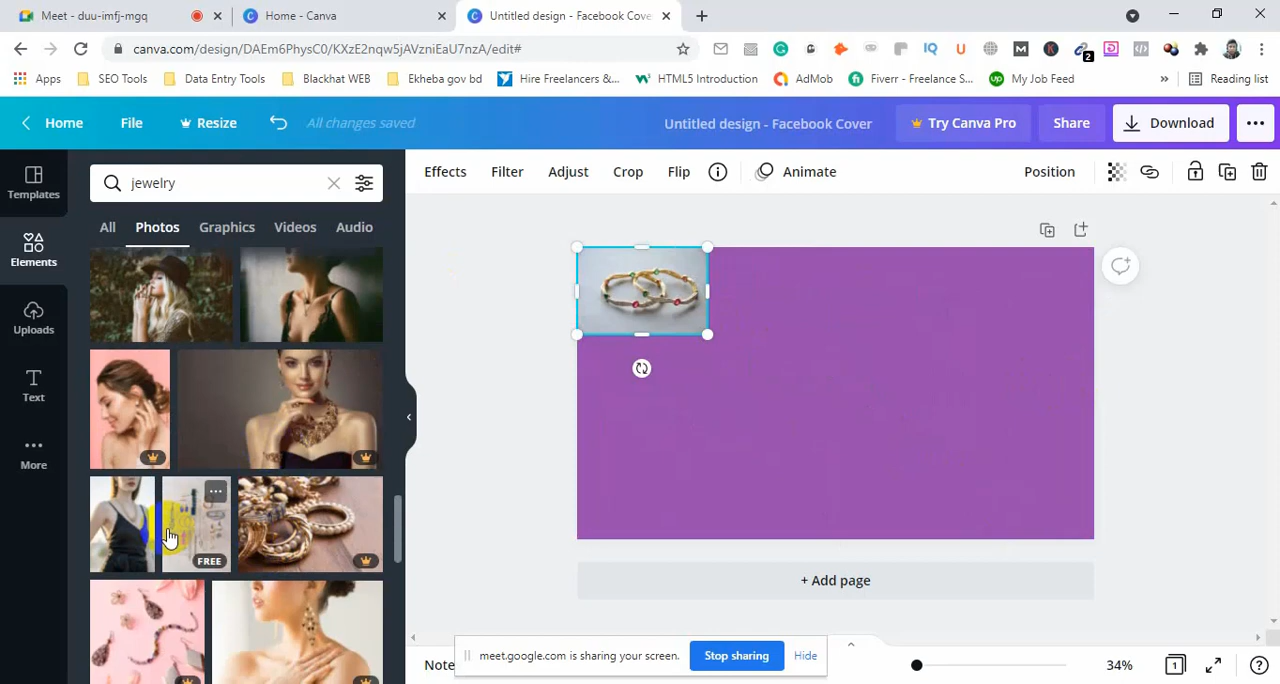 Meet - duu-imfj-mgq
Home - Canva
Untitled design - Facebook Cove
canva.com/design/DAEm6PhysC0/KXzE2nqw5jAVzniEaU7nzA/edit#
Apps SEO Tools Data Entry Tools Blackhat WEB Ekheba gov bd Hire Freelancers &... HTML5 Introduction AdMob Fiverr - Freelance S... My Job Feed » Reading list
Home File Resize All changes saved Untitled design - Facebook Cover Try Canva Pro Share Download
Templates
Elements
Uploads
Text
More
jewelry
All Photos Graphics Videos Audio
FREE
Effects Filter Adjust Crop Flip Animate Position
+ Add page
Note
meet.google.com is sharing your screen. Stop sharing Hide
34%
1
2
IQ